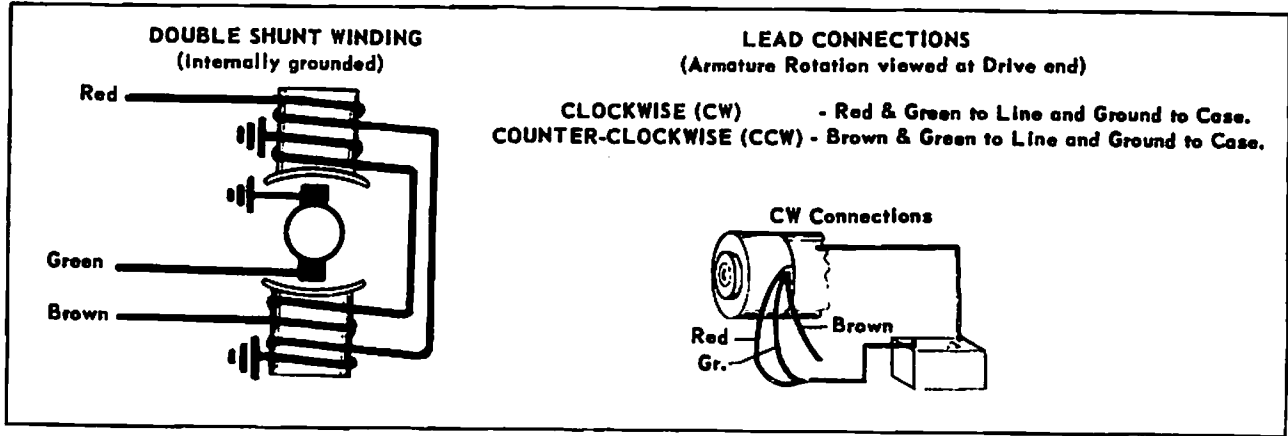 DOUBLE SHUNT WINDING
(Internally grounded)
Red
Green
Brown
LEAD CONNECTIONS
(Armature Rotation viewed at Drive end)
CLOCKWISE (CW) - Red & Green to Line and Ground to Case.
COUNTER-CLOCKWISE (CCW) - Brown & Green to Line and Ground to Case.
CW Connections
Red
Brown
Gr.